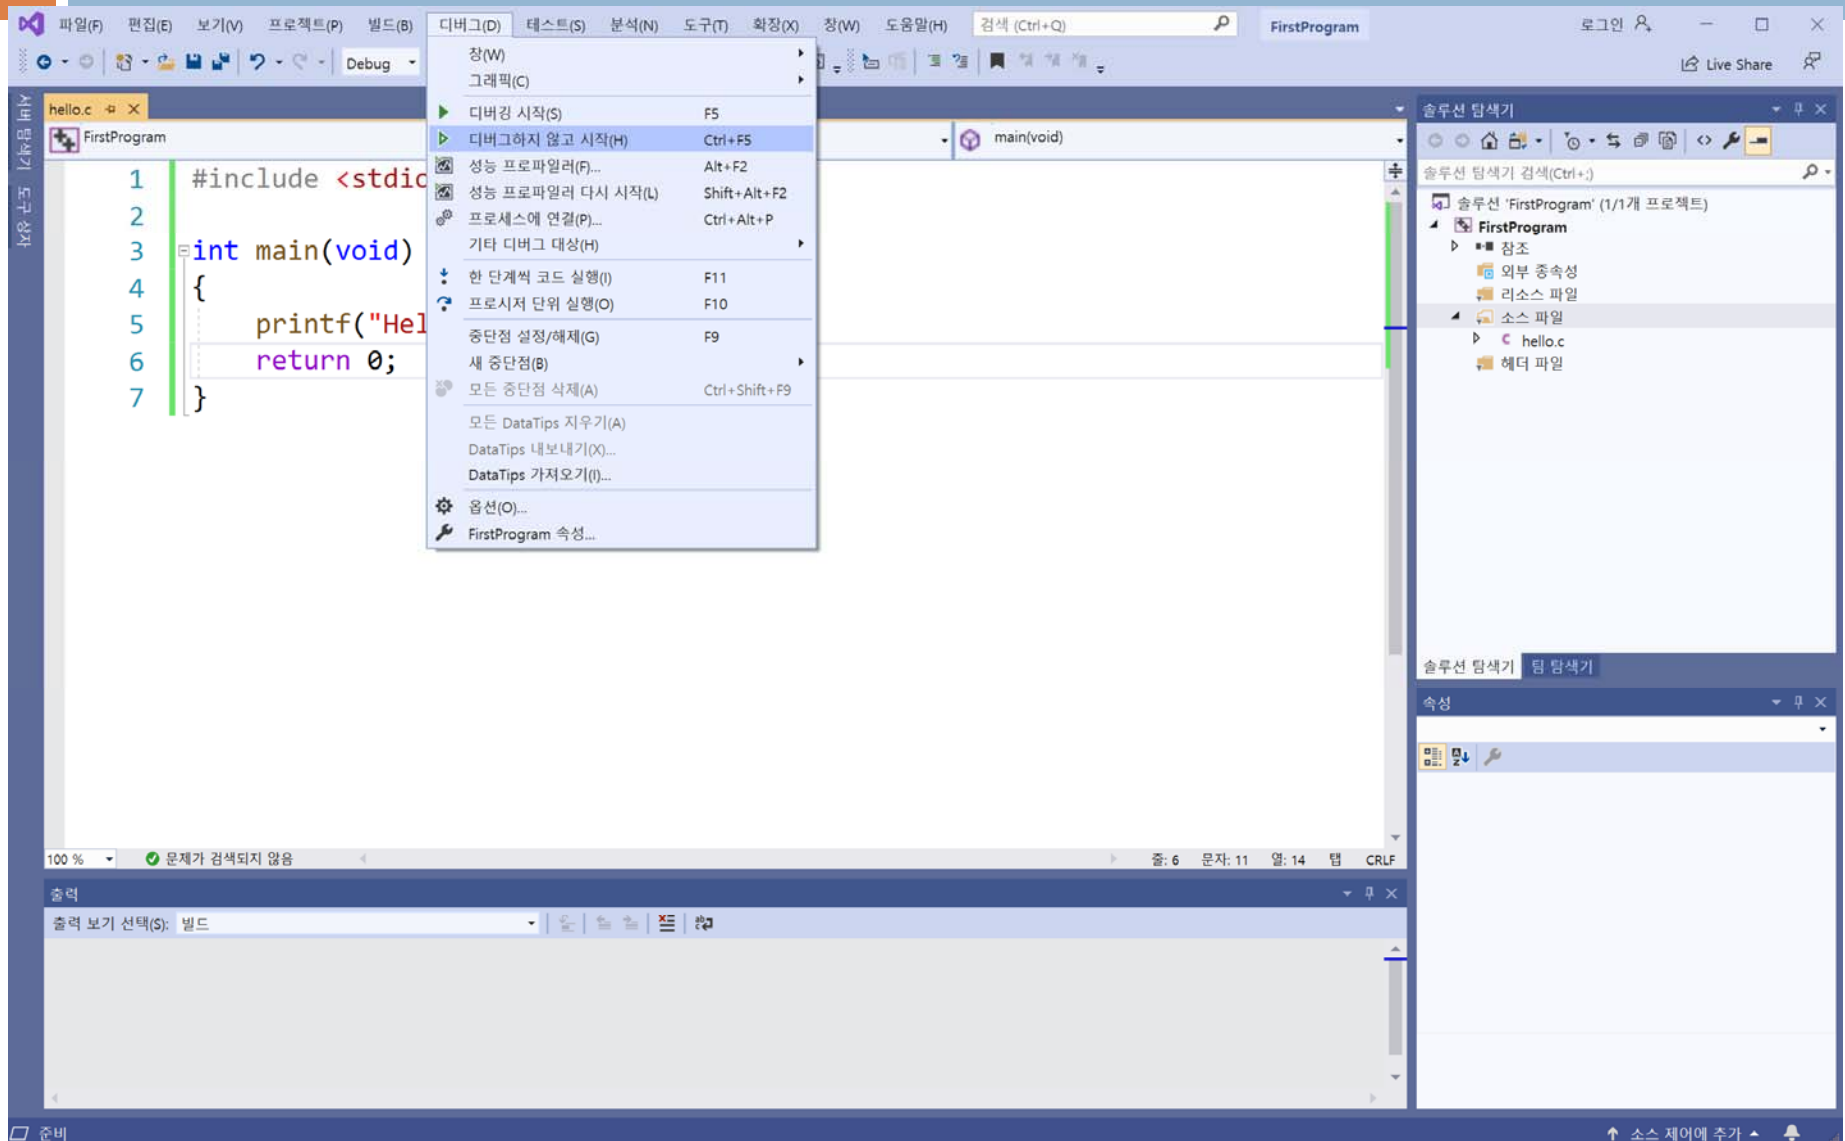 파일(F) 편집(E) 보기(V) 프로젝트(P) 빌드(B) 디버그(D) 테스트(S) 분석(N) 도구(T) 확장(X) 창(W) 도움말(H) 검색 (Ctrl+Q) FirstProgram 로그인
Debug Live Share
서버 탐색기
도구 상자
hello.c
FirstProgram main(void)
1 #include <stdio
2
3 int main(void)
4 {
5 printf("Hel
6 return 0;
7 }
창(W)
그래픽(C)
디버깅 시작(S) F5
디버그하지 않고 시작(H) Ctrl+F5
성능 프로파일러(F)... Alt+F2
성능 프로파일러 다시 시작(L) Shift+Alt+F2
프로세스에 연결(P)... Ctrl+Alt+P
기타 디버그 대상(H)
한 단계씩 코드 실행(I) F11
프로시저 단위 실행(O) F10
중단점 설정/해제(G) F9
새 중단점(B)
모든 중단점 삭제(A) Ctrl+Shift+F9
모든 DataTips 지우기(A)
DataTips 내보내기(X)...
DataTips 가져오기(I)...
옵션(O)...
FirstProgram 속성...
100 % 문제가 검색되지 않음 줄: 6 문자: 11 열: 14 탭 CRLF
출력
출력 보기 선택(S): 빌드
솔루션 탐색기
솔루션 탐색기 검색(Ctrl+;)
솔루션 'FirstProgram' (1/1개 프로젝트)
FirstProgram
참조
외부 종속성
리소스 파일
소스 파일
hello.c
헤더 파일
솔루션 탐색기 팀 탐색기
속성
준비 소스 제어에 추가